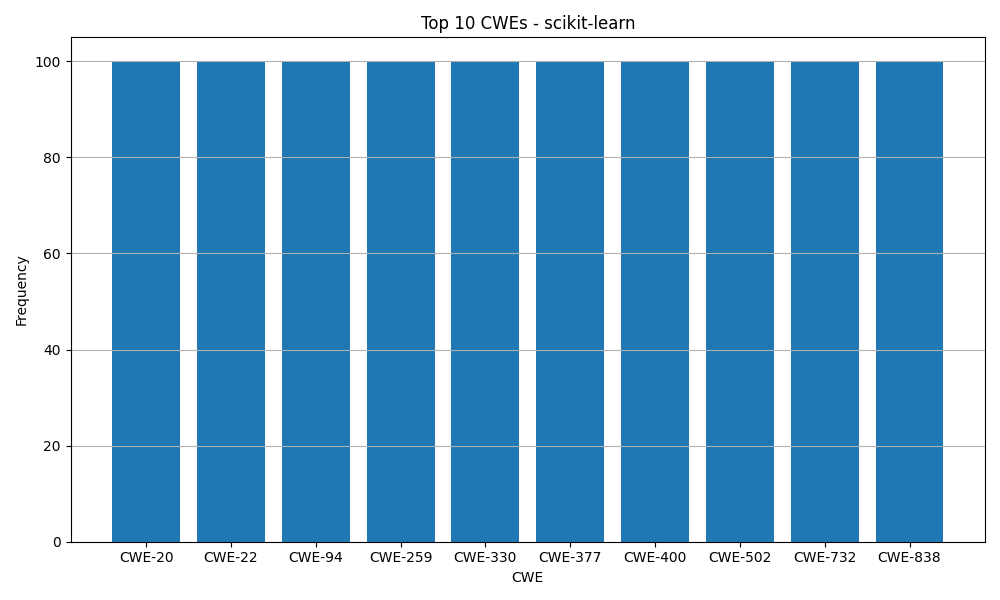 Top 10 CWEs - scikit-learn
Frequency
100
80
60
40
20
0
CWE-20 CWE-22 CWE-94 CWE-259 CWE-330 CWE-377 CWE-400 CWE-502 CWE-732 CWE-838
CWE